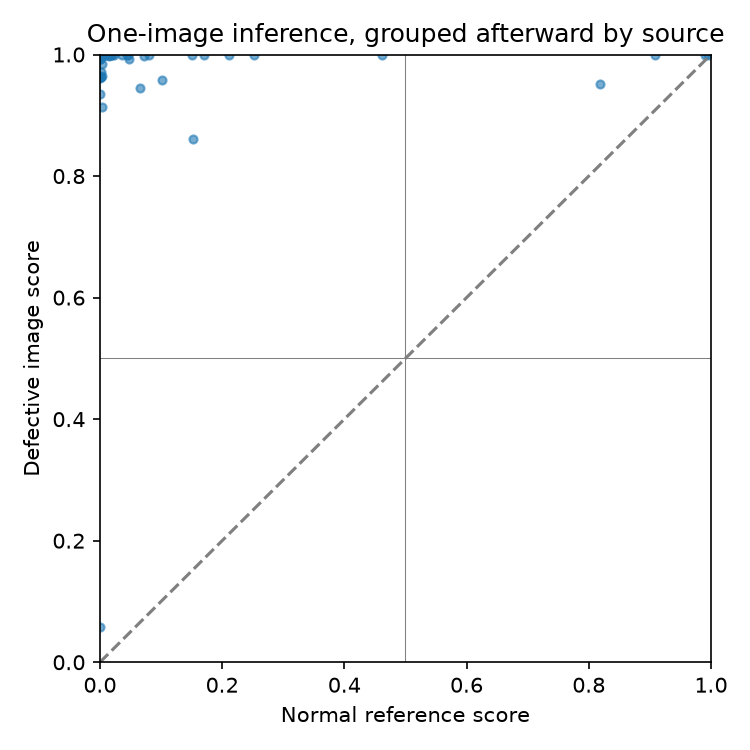 One-image inference, grouped afterward by source
1.0
0.8
0.6
0.4
0.2
0.0
Defective image score
0.0 0.2 0.4 0.6 0.8 1.0
Normal reference score